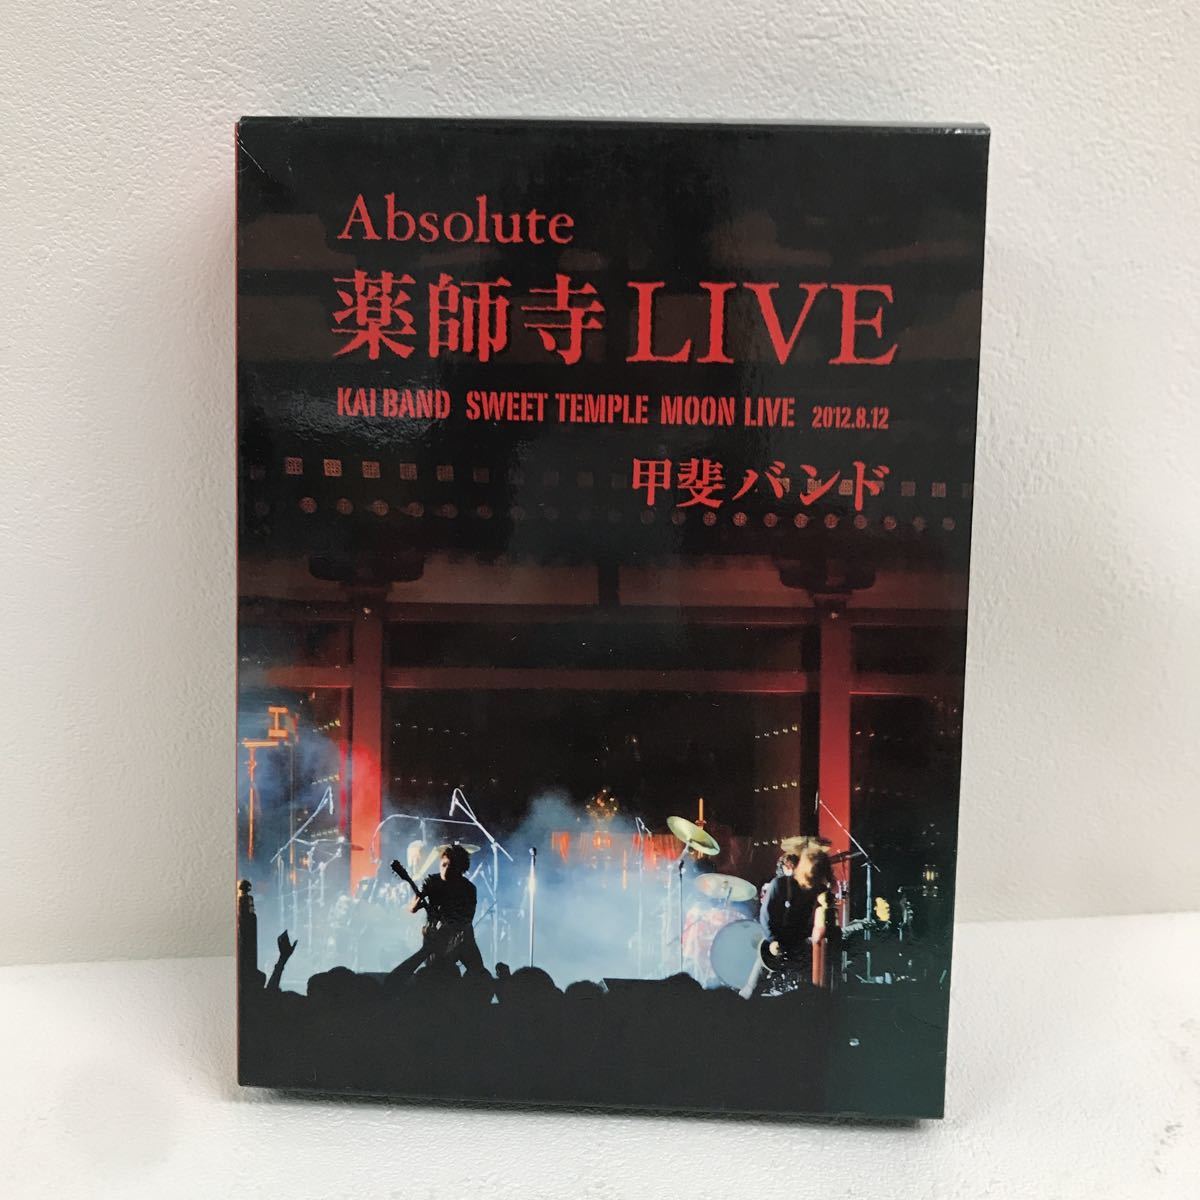 Absolute
薬師寺 LIVE
KAI BAND SWEET TEMPLE MOON LIVE 2012.8.12
甲斐バンド